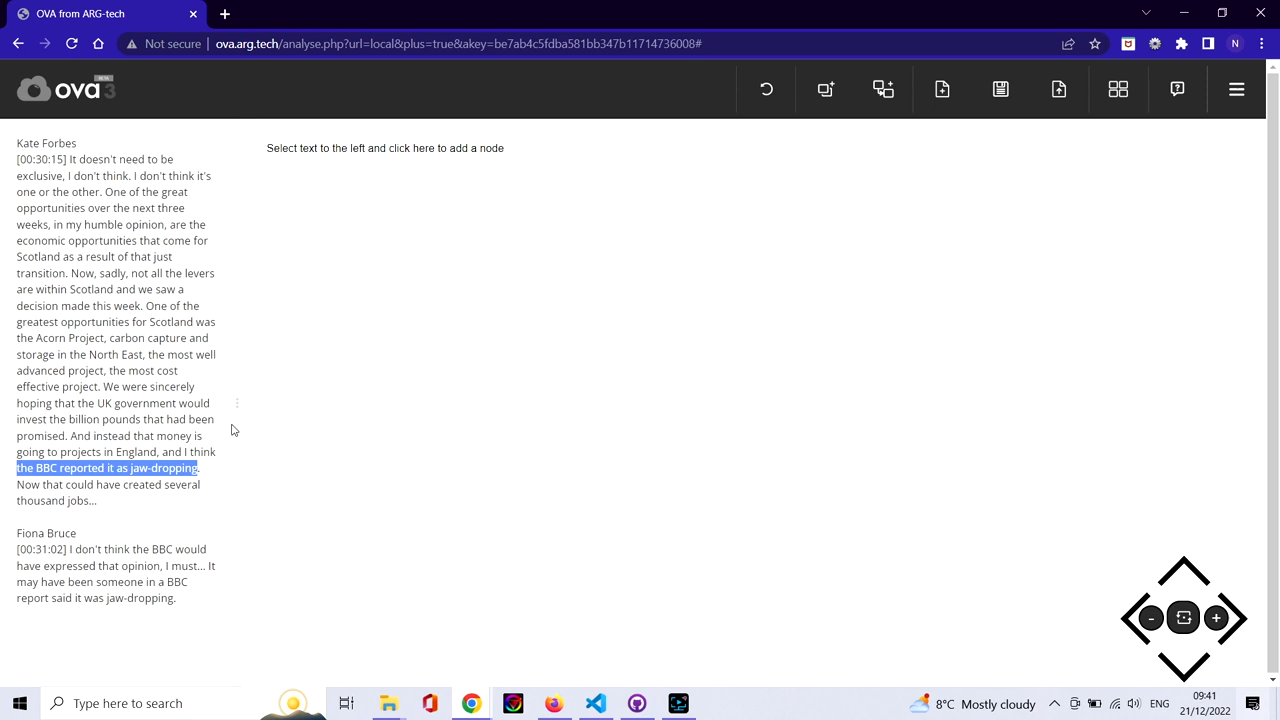 OVA from ARG-tech
Not secure
ova.arg.tech/analyse.php?url=local&plus=true&akey=be7ab4c5fdba581bb347b11714736008#
N
ova 3
BETA
Select text to the left and click here to add a node
Kate Forbes
[00:30:15] It doesn't need to be
exclusive, I don't think. I don't think it's
one or the other. One of the great
opportunities over the next three
weeks, in my humble opinion, are the
economic opportunities that come for
Scotland as a result of that just
transition. Now, sadly, not all the levers
are within Scotland and we saw a
decision made this week. One of the
greatest opportunities for Scotland was
the Acorn Project, carbon capture and
storage in the North East, the most well
advanced project, the most cost
effective project. We were sincerely
hoping that the UK government would
invest the billion pounds that had been
promised. And instead that money is
going to projects in England, and I think
the BBC reported it as jaw-dropping.
Now that could have created several
thousand jobs...
Fiona Bruce
[00:31:02] I don't think the BBC would
have expressed that opinion, I must... It
may have been someone in a BBC
report said it was jaw-dropping.
- +
Type here to search
8°C Mostly cloudy
ENG
09:41
21/12/2022